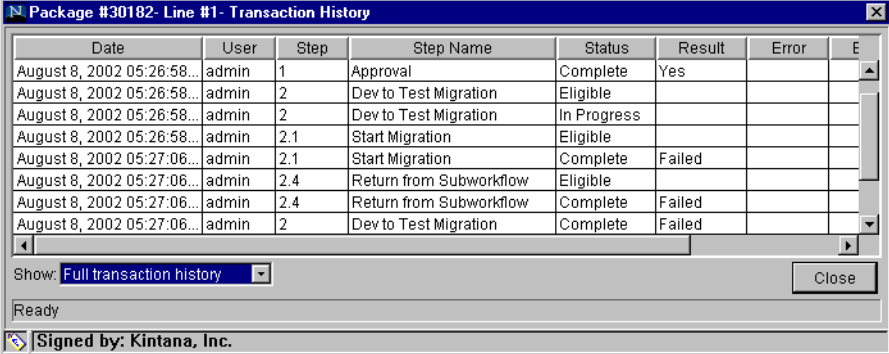 Package #30182- Line #1- Transaction History
Date User Step Step Name Status Result Error E
August 8, 2002 05:26:58... admin 1 Approval Complete Yes
August 8, 2002 05:26:58... admin 2 Dev to Test Migration Eligible
August 8, 2002 05:26:58... admin 2 Dev to Test Migration In Progress
August 8, 2002 05:26:58... admin 2.1 Start Migration Eligible
August 8, 2002 05:27:06... admin 2.1 Start Migration Complete Failed
August 8, 2002 05:27:06... admin 2.4 Return from Subworkflow Eligible
August 8, 2002 05:27:06... admin 2.4 Return from Subworkflow Complete Failed
August 8, 2002 05:27:06... admin 2 Dev to Test Migration Complete Failed
Show: Full transaction history
Close
Ready
Signed by: Kintana, Inc.